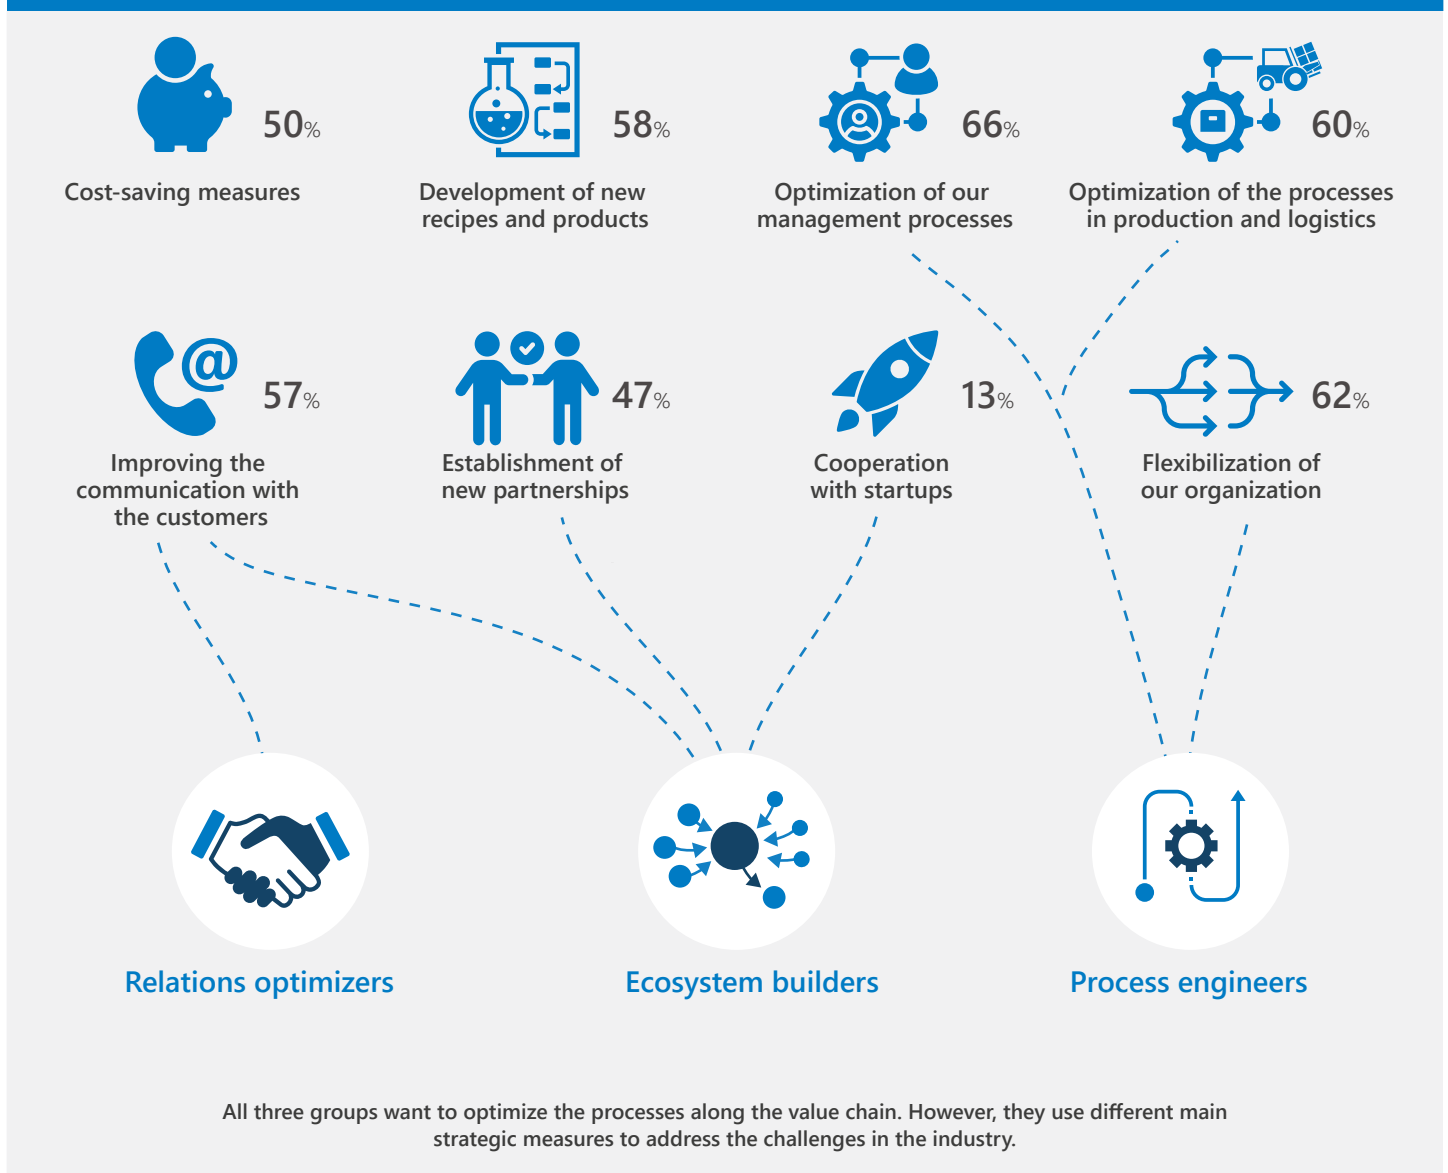 50%
Cost-saving measures
58%
Development of new
recipes and products
66%
Optimization of our
management processes
60%
Optimization of the processes
in production and logistics
@
57%
Improving the
communication with
the customers
47%
Establishment of
new partnerships
13%
Cooperation
with startups
62%
Flexibilization of
our organization
Relations optimizers
Ecosystem builders
Process engineers
All three groups want to optimize the processes along the value chain. However, they use different main
strategic measures to address the challenges in the industry.